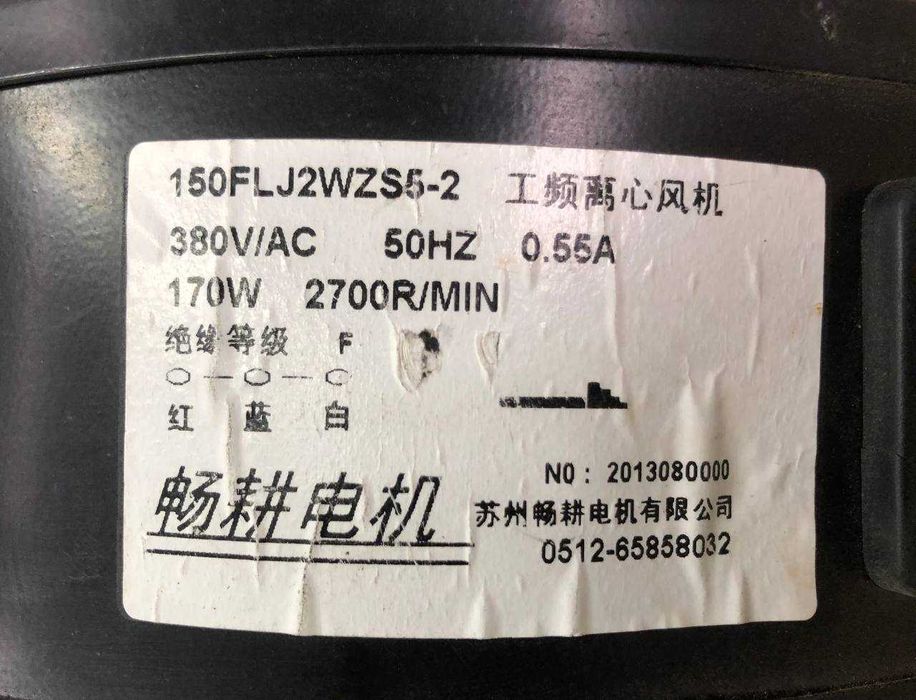 150FLJ2WZS5-2 工频离心风机
380V/AC 50HZ 0.55A
170W 2700R/MIN
绝缘等级 F
红 蓝 白
畅耕电机
NO: 2013080000
苏州畅耕电机有限公司
0512-65858032